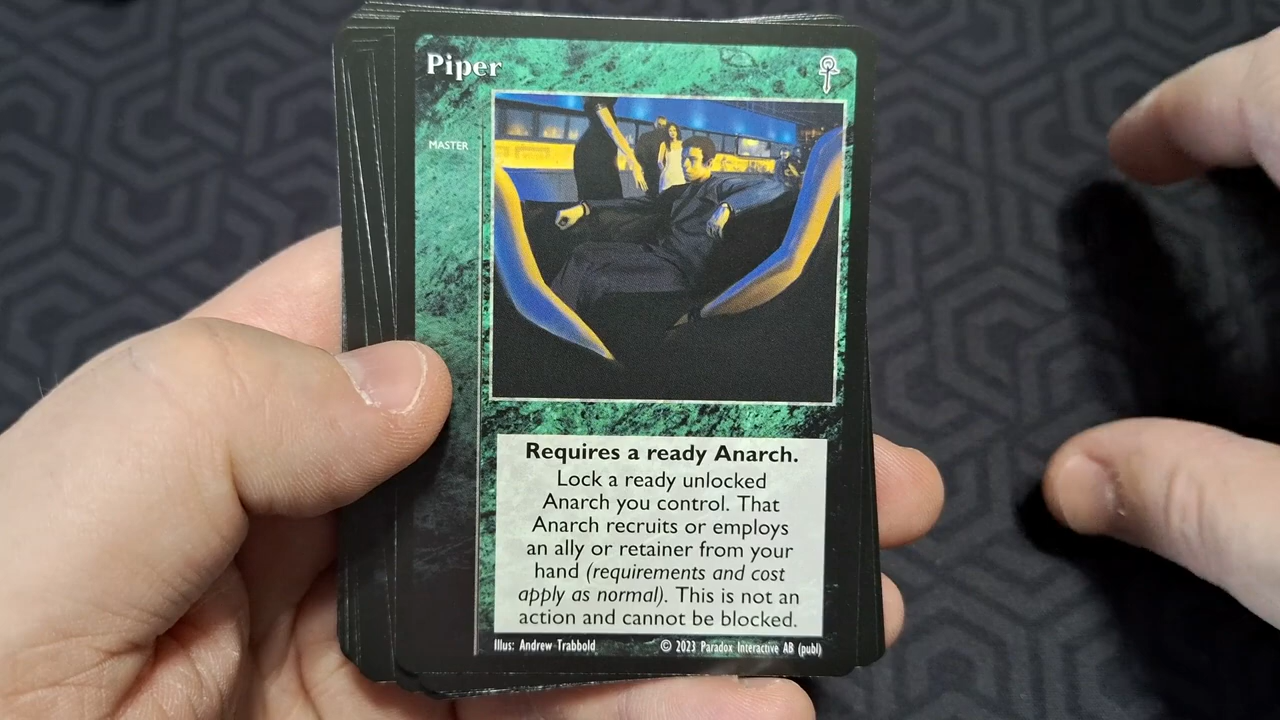 Piper
MASTER
Requires a ready Anarch.
Lock a ready unlocked
Anarch you control. That
Anarch recruits or employs
an ally or retainer from your
hand (requirements and cost
apply as normal). This is not an
action and cannot be blocked.
Illus: Andrew Trabbold © 2023 Paradox Interactive AB (publ)